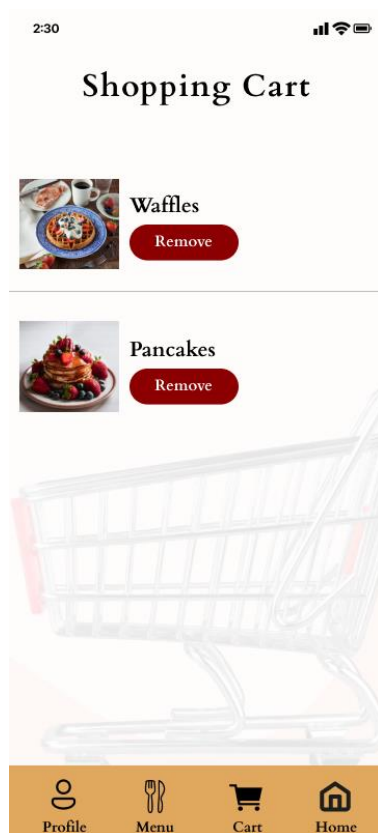 2:30
Shopping Cart
Waffles
Remove
Pancakes
Remove
Profile Menu Cart Home